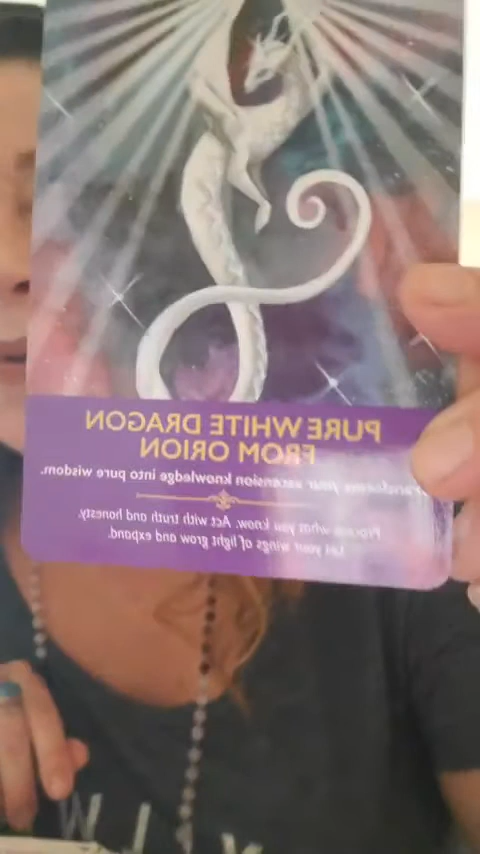 PURE WHITE DRAGON
FROM ORION
Transforms your ascension knowledge into pure wisdom.
Process what you know. Act with truth and honesty.
Let your wings of light grow and expand.